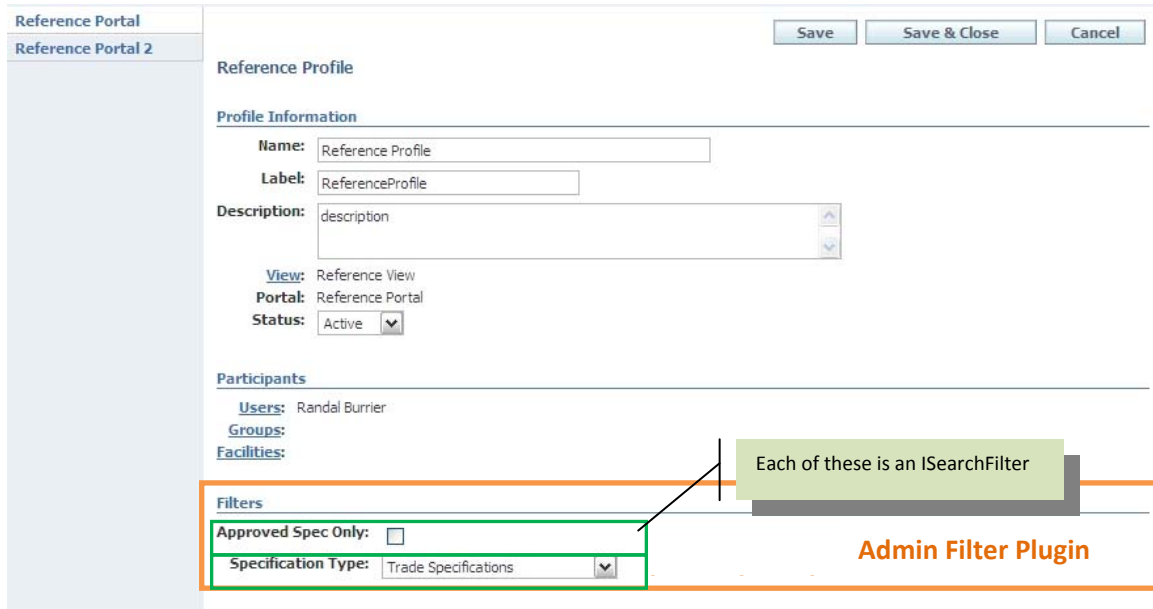 Reference Portal
Reference Portal 2
Save
Save & Close
Cancel
Reference Profile
Profile Information
Name: Reference Profile
Label: ReferenceProfile
Description: description
View: Reference View
Portal: Reference Portal
Status: Active
Participants
Users: Randal Burrier
Groups:
Facilities:
Each of these is an ISearchFilter
Filters
Approved Spec Only:
Specification Type: Trade Specifications
Admin Filter Plugin